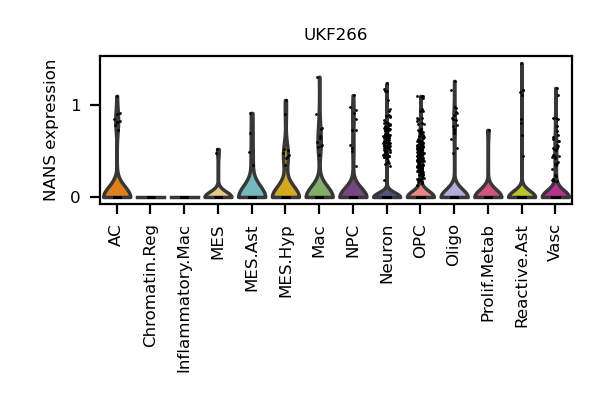 UKF266
NANS expression
1
0
AC
Chromatin.Reg
Inflammatory.Mac
MES
MES.Ast
MES.Hyp
Mac
NPC
Neuron
OPC
Oligo
Prolif.Metab
Reactive.Ast
Vasc